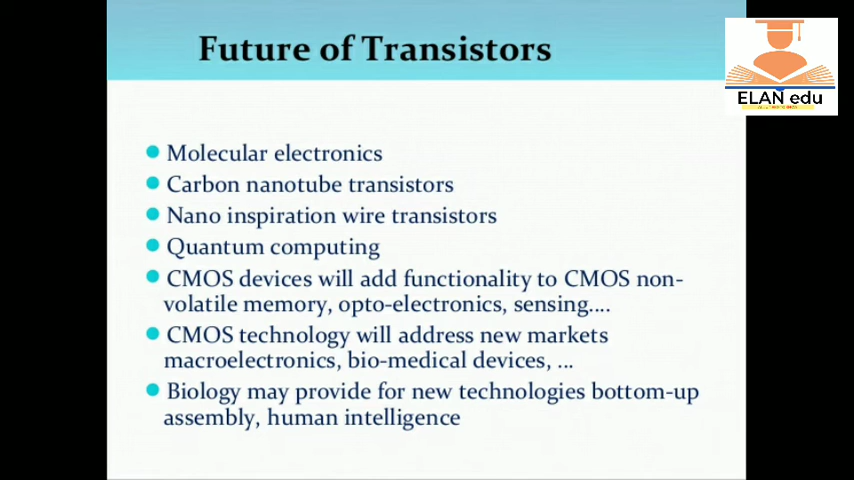 Future of Transistors
ELAN edu
Molecular electronics
Carbon nanotube transistors
Nano inspiration wire transistors
Quantum computing
CMOS devices will add functionality to CMOS non-
volatile memory, opto-electronics, sensing....
CMOS technology will address new markets
macroelectronics, bio-medical devices, ...
Biology may provide for new technologies bottom-up
assembly, human intelligence